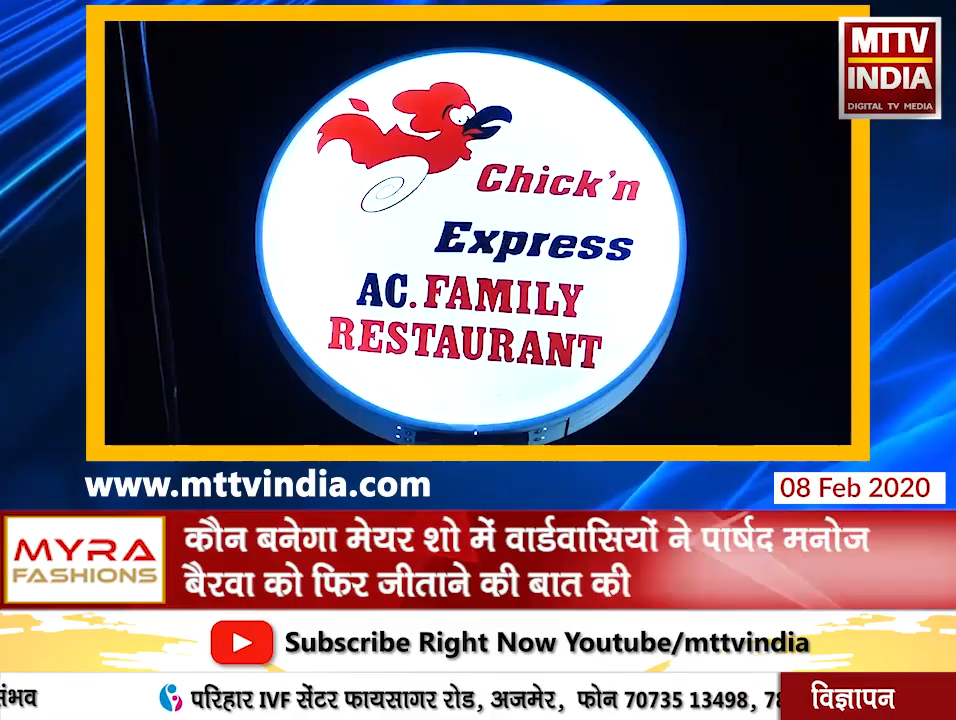 MTTV
INDIA
DIGITAL TV MEDIA
Chick'n
Express
AC. FAMILY
RESTAURANT
www.mttvindia.com
08 Feb 2020
MYRA
FASHIONS
कौन बनेगा मेयर शो में वार्डवासियों ने पार्षद मनोज
बैरवा को फिर जीताने की बात की
Subscribe Right Now Youtube/mttvindia
परिहार IVF सेंटर फायसागर रोड, अजमेर, फोन 70735 13498,
विज्ञापन